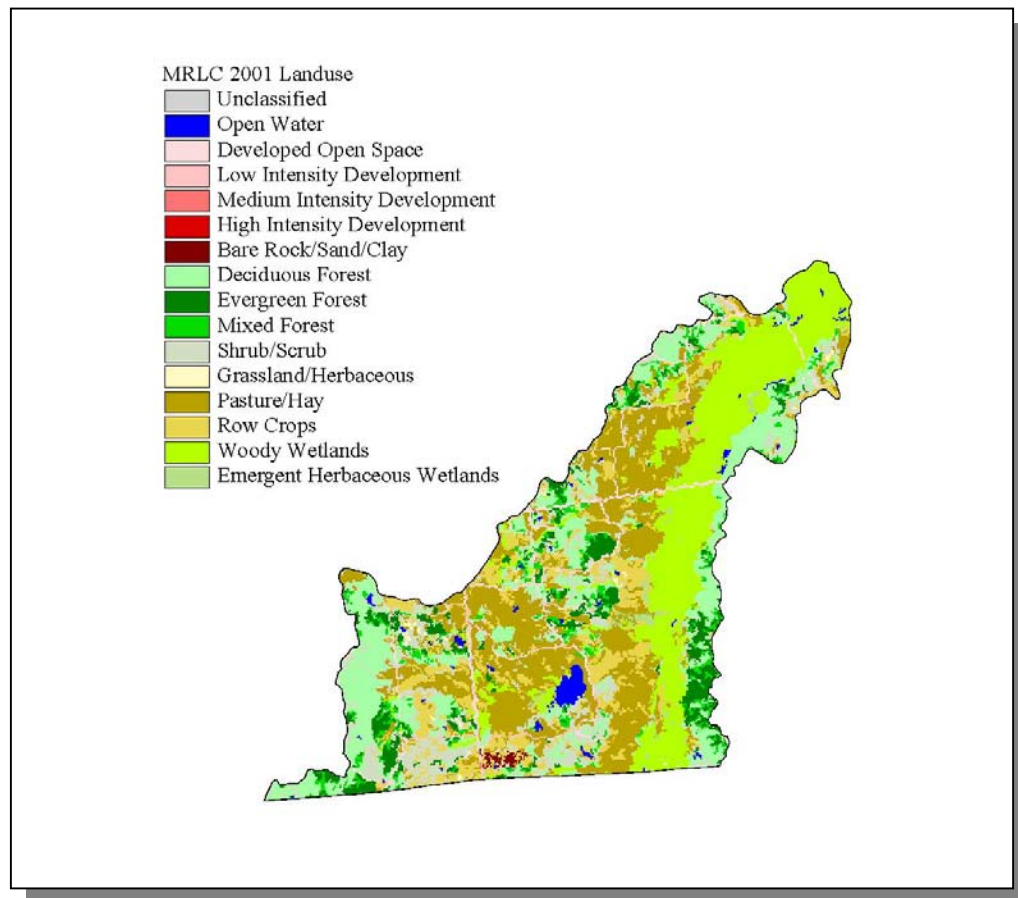 MRLC 2001 Landuse
Unclassified
Open Water
Developed Open Space
Low Intensity Development
Medium Intensity Development
High Intensity Development
Bare Rock/Sand/Clay
Deciduous Forest
Evergreen Forest
Mixed Forest
Shrub/Scrub
Grassland/Herbaceous
Pasture/Hay
Row Crops
Woody Wetlands
Emergent Herbaceous Wetlands